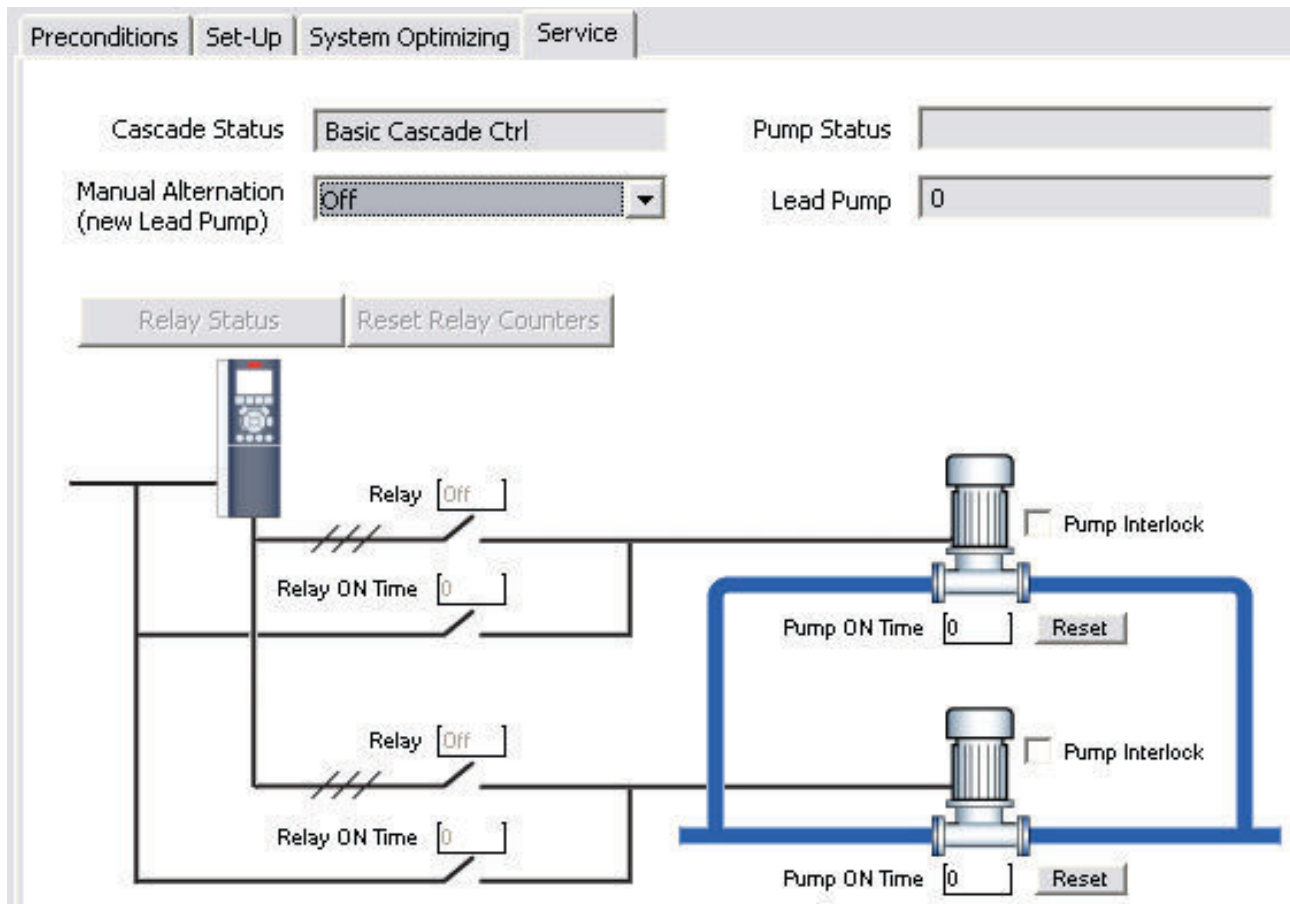 Preconditions Set-Up System Optimizing Service
Cascade Status Basic Cascade Ctrl Pump Status
Manual Alternation
(new Lead Pump) Off Lead Pump 0
Relay Status Reset Relay Counters
Relay Off
Pump Interlock
Relay ON Time 0
Pump ON Time 0 Reset
Relay Off
Pump Interlock
Relay ON Time 0
Pump ON Time 0 Reset